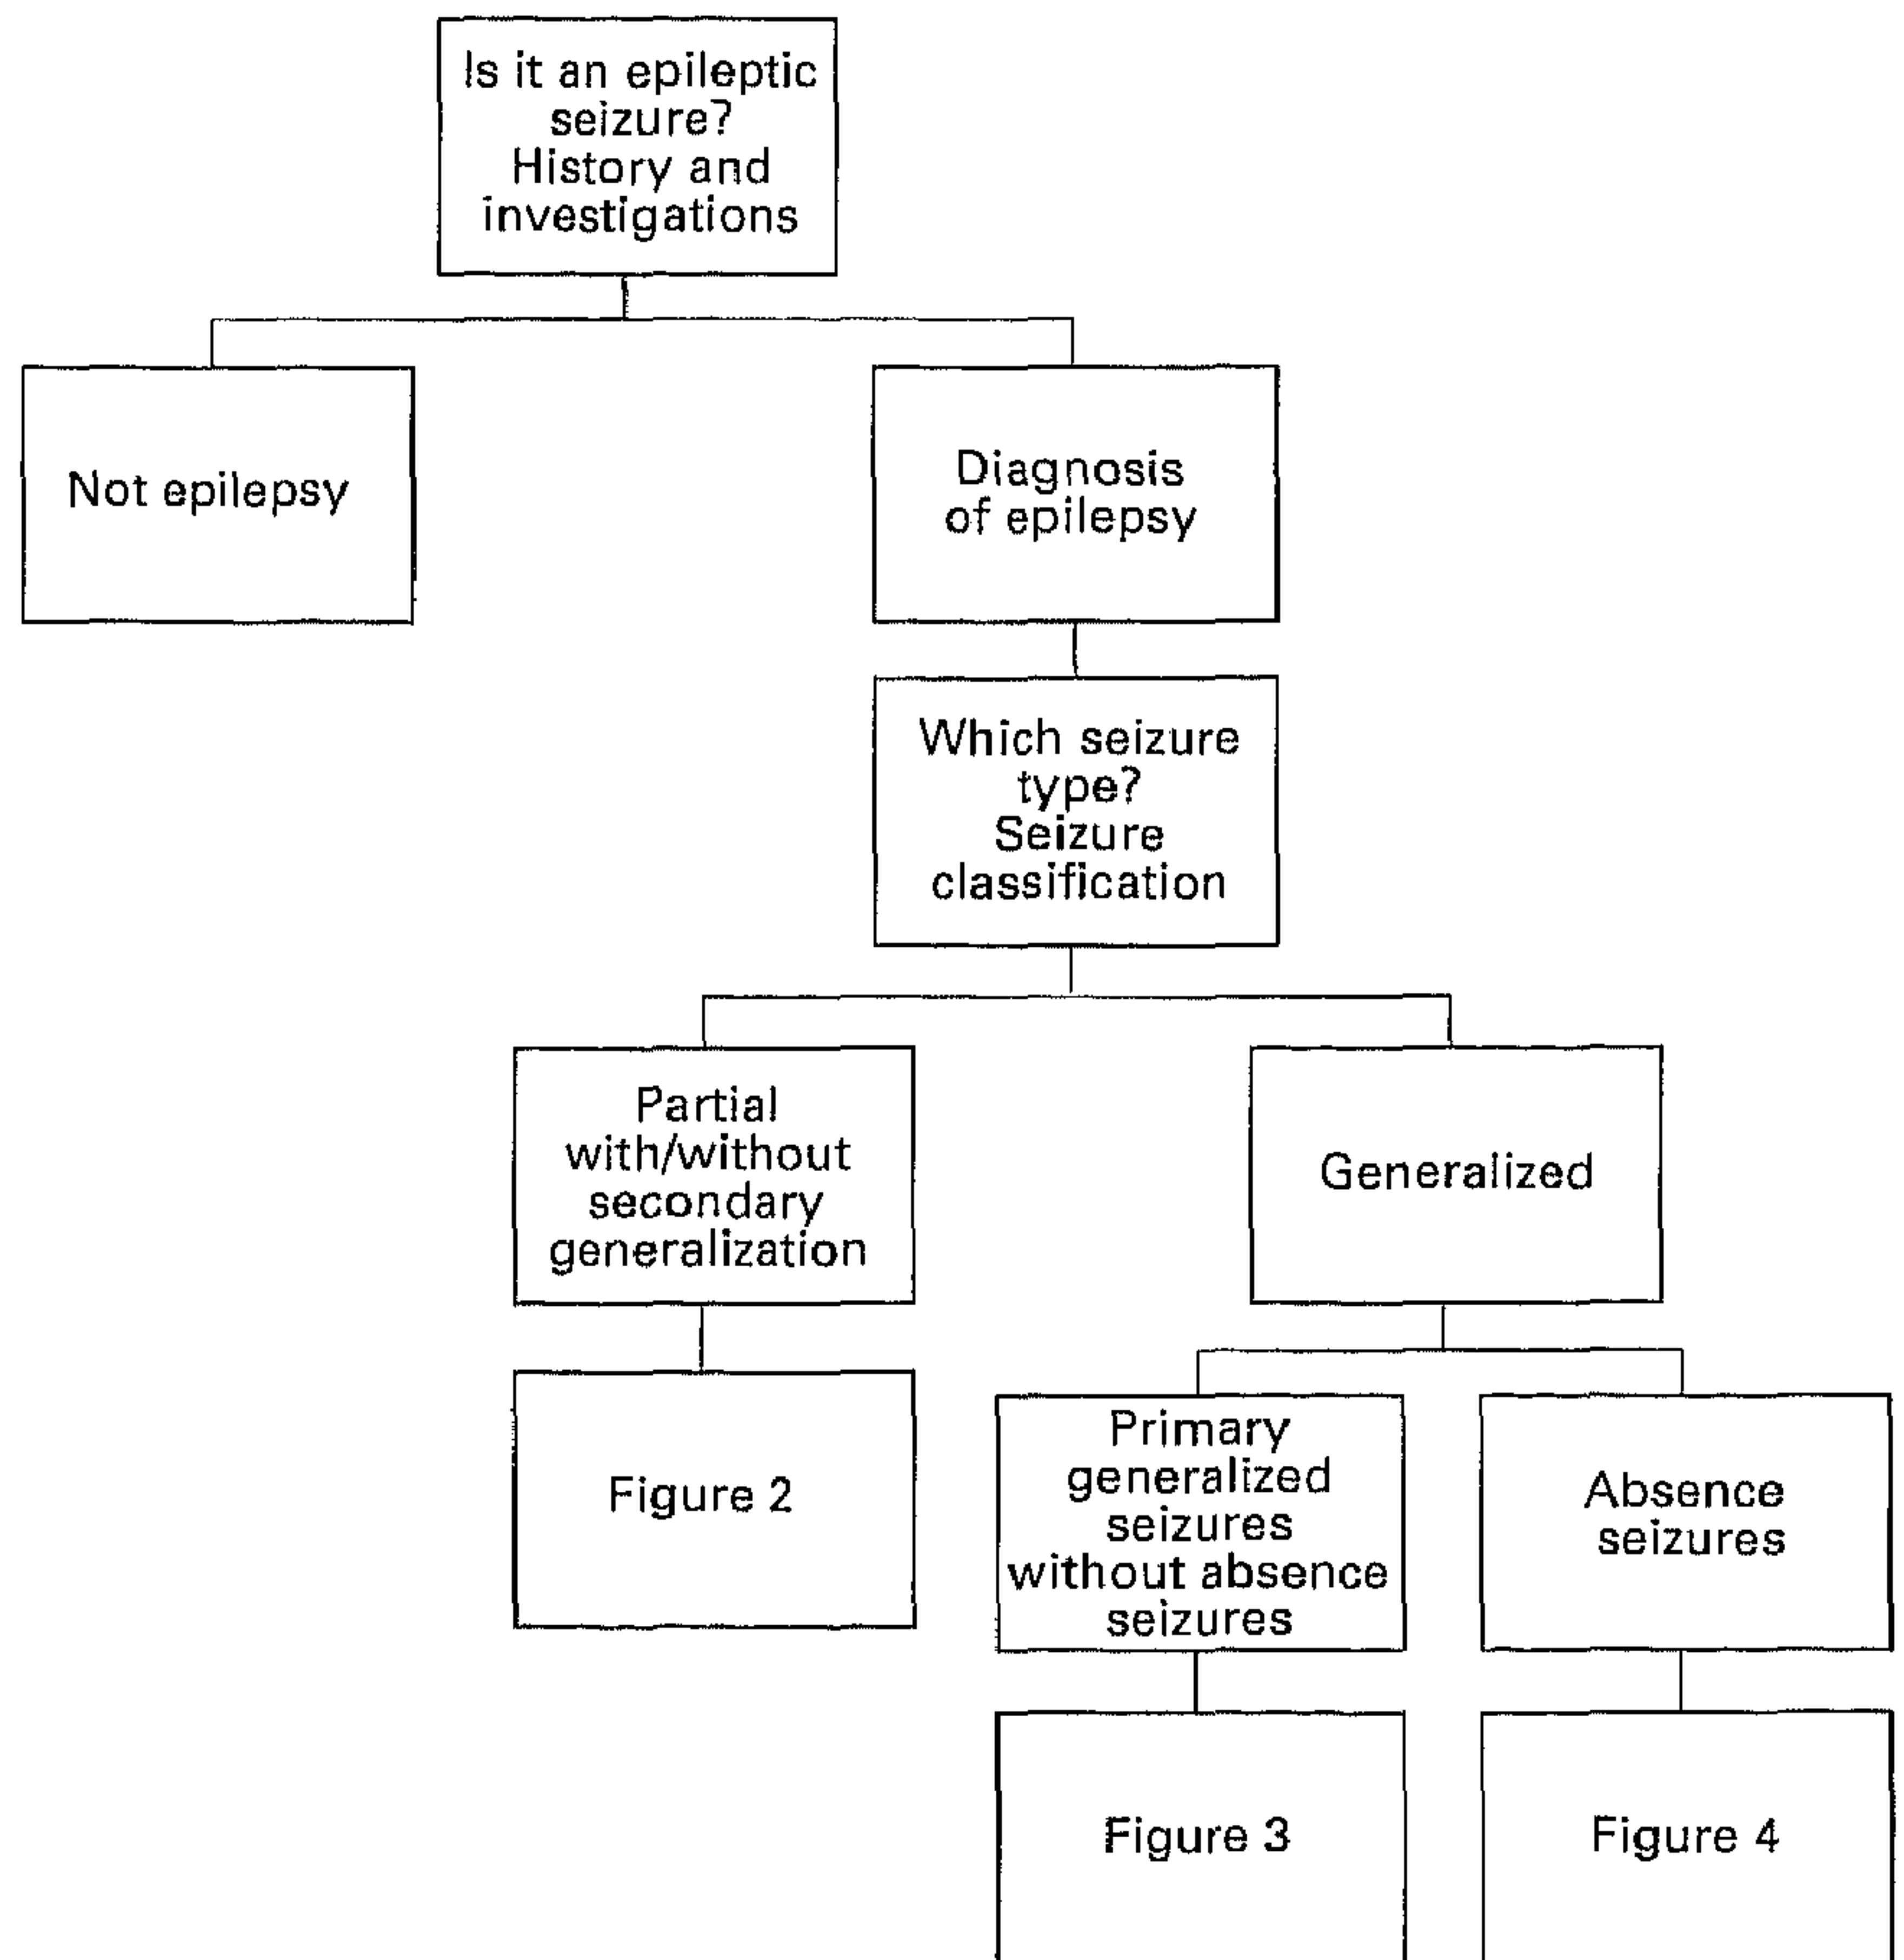 Is it an epileptic
seizure?
History and
investigations
Not epilepsy
Diagnosis
of epilepsy
Which seizure
type?
Seizure
classification
Partial
with/without
secondary
generalization
Generalized
Figure 2
Primary
generalized
seizures
without absence
seizures
Absence
seizures
Figure 3
Figure 4